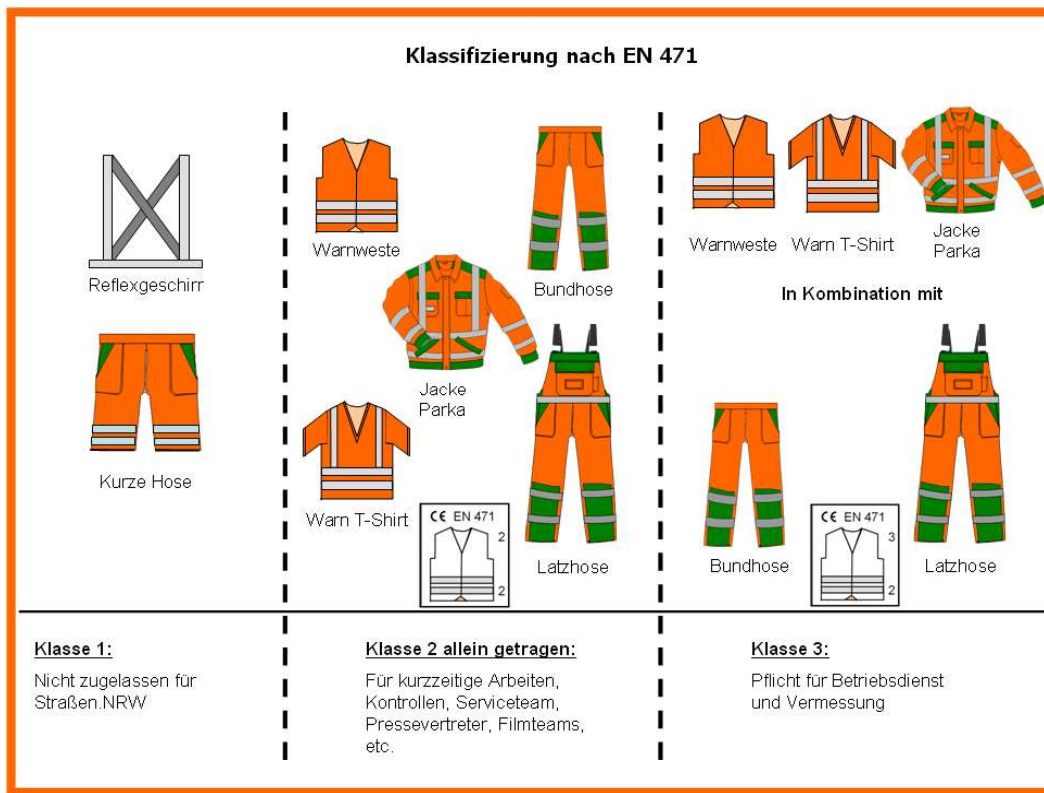 Klassifizierung nach EN 471
Reflexgeschirr
Kurze Hose
Warnweste
Bundhose
Jacke
Parka
Warn T-Shirt
CE EN 471
2
2
Latzhose
Warnweste
Warn T-Shirt
Jacke
Parka
In Kombination mit
Bundhose
CE EN 471
3
2
Latzhose
Klasse 1:
Nicht zugelassen für
Straßen.NRW
Klasse 2 allein getragen:
Für kurzzeitige Arbeiten,
Kontrollen, Serviceteam,
Pressevertreter, Filmteams,
etc.
Klasse 3:
Pflicht für Betriebsdienst
und Vermessung